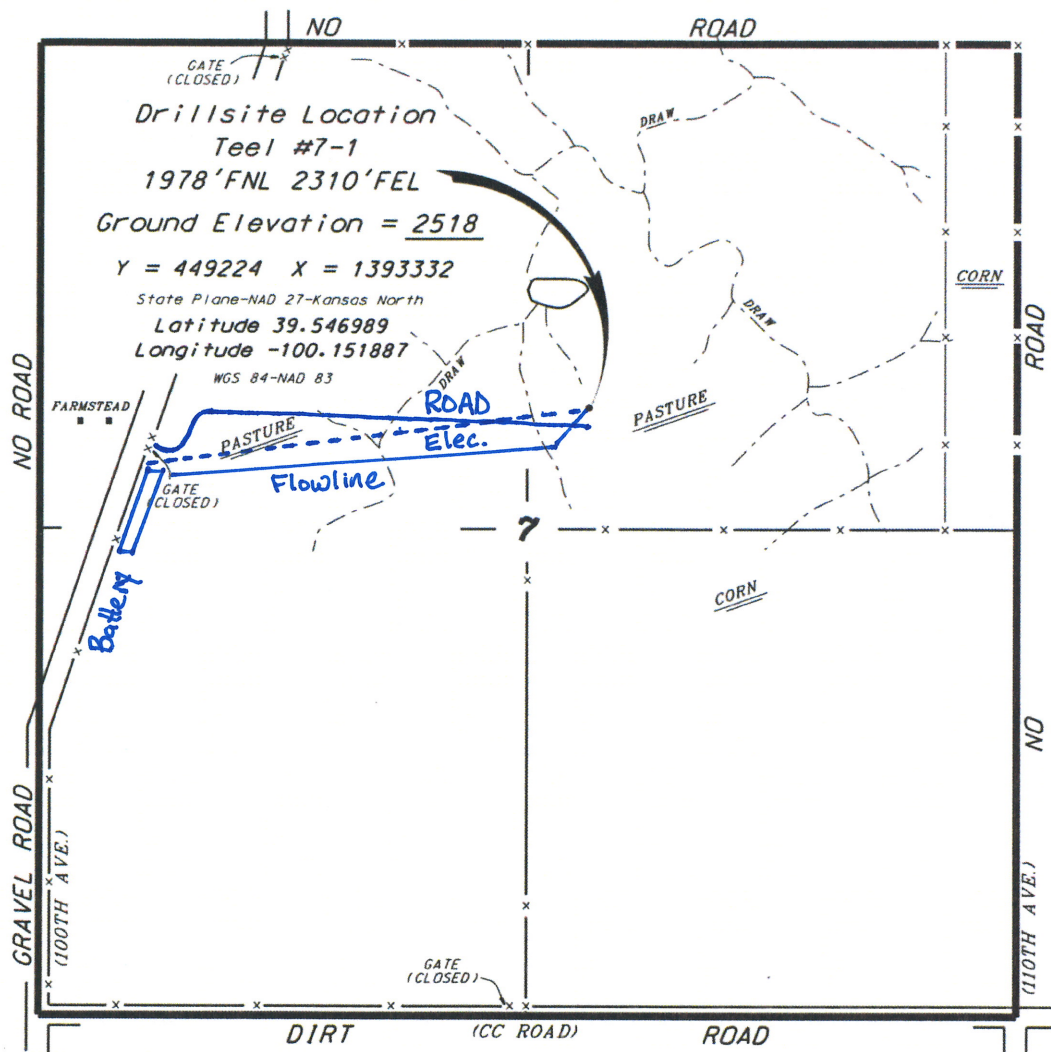 NO ROAD
GATE
(CLOSED)
Drillsite Location
Teel #7-1
1978'FNL 2310'FEL
Ground Elevation = 2518
Y = 449224 X = 1393332
State Plane-NAD 27-Kansas North
Latitude 39.546989
Longitude -100.151887
WGS 84-NAD 83
DRAW
CORN
DRAW
DRAW
NO ROAD
ROAD
FARMSTEAD
ROAD
PASTURE
PASTURE
Elec.
Flowline
GATE
(CLOSED)
7
Battery
CORN
NO
GRAVEL ROAD
(100TH AVE.)
(110TH AVE.)
GATE
(CLOSED)
DIRT (CC ROAD) ROAD